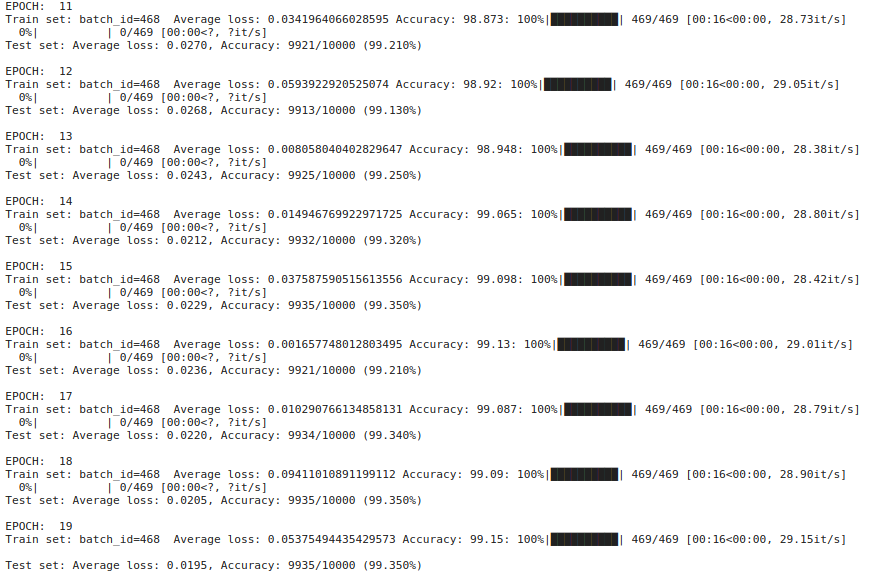 EPOCH:  11
Train set: batch_id=468  Average loss: 0.0341964066028595 Accuracy: 98.873: 100%|██████████| 469/469 [00:16<00:00, 28.73it/s]
  0%|          | 0/469 [00:00<?, ?it/s]
Test set: Average loss: 0.0270, Accuracy: 9921/10000 (99.210%)

EPOCH:  12
Train set: batch_id=468  Average loss: 0.0593922920525074 Accuracy: 98.92: 100%|██████████| 469/469 [00:16<00:00, 29.05it/s]
  0%|          | 0/469 [00:00<?, ?it/s]
Test set: Average loss: 0.0268, Accuracy: 9913/10000 (99.130%)

EPOCH:  13
Train set: batch_id=468  Average loss: 0.008058040402829647 Accuracy: 98.948: 100%|██████████| 469/469 [00:16<00:00, 28.38it/s]
  0%|          | 0/469 [00:00<?, ?it/s]
Test set: Average loss: 0.0243, Accuracy: 9925/10000 (99.250%)

EPOCH:  14
Train set: batch_id=468  Average loss: 0.014946769922971725 Accuracy: 99.065: 100%|██████████| 469/469 [00:16<00:00, 28.80it/s]
  0%|          | 0/469 [00:00<?, ?it/s]
Test set: Average loss: 0.0212, Accuracy: 9932/10000 (99.320%)

EPOCH:  15
Train set: batch_id=468  Average loss: 0.037587590515613556 Accuracy: 99.098: 100%|██████████| 469/469 [00:16<00:00, 28.42it/s]
  0%|          | 0/469 [00:00<?, ?it/s]
Test set: Average loss: 0.0229, Accuracy: 9935/10000 (99.350%)

EPOCH:  16
Train set: batch_id=468  Average loss: 0.001657748012803495 Accuracy: 99.13: 100%|██████████| 469/469 [00:16<00:00, 29.01it/s]
  0%|          | 0/469 [00:00<?, ?it/s]
Test set: Average loss: 0.0236, Accuracy: 9921/10000 (99.210%)

EPOCH:  17
Train set: batch_id=468  Average loss: 0.010290766134858131 Accuracy: 99.087: 100%|██████████| 469/469 [00:16<00:00, 28.79it/s]
  0%|          | 0/469 [00:00<?, ?it/s]
Test set: Average loss: 0.0220, Accuracy: 9934/10000 (99.340%)

EPOCH:  18
Train set: batch_id=468  Average loss: 0.09411010891199112 Accuracy: 99.09: 100%|██████████| 469/469 [00:16<00:00, 28.90it/s]
  0%|          | 0/469 [00:00<?, ?it/s]
Test set: Average loss: 0.0205, Accuracy: 9935/10000 (99.350%)

EPOCH:  19
Train set: batch_id=468  Average loss: 0.05375494435429573 Accuracy: 99.15: 100%|██████████| 469/469 [00:16<00:00, 29.15it/s]

Test set: Average loss: 0.0195, Accuracy: 9935/10000 (99.350%)